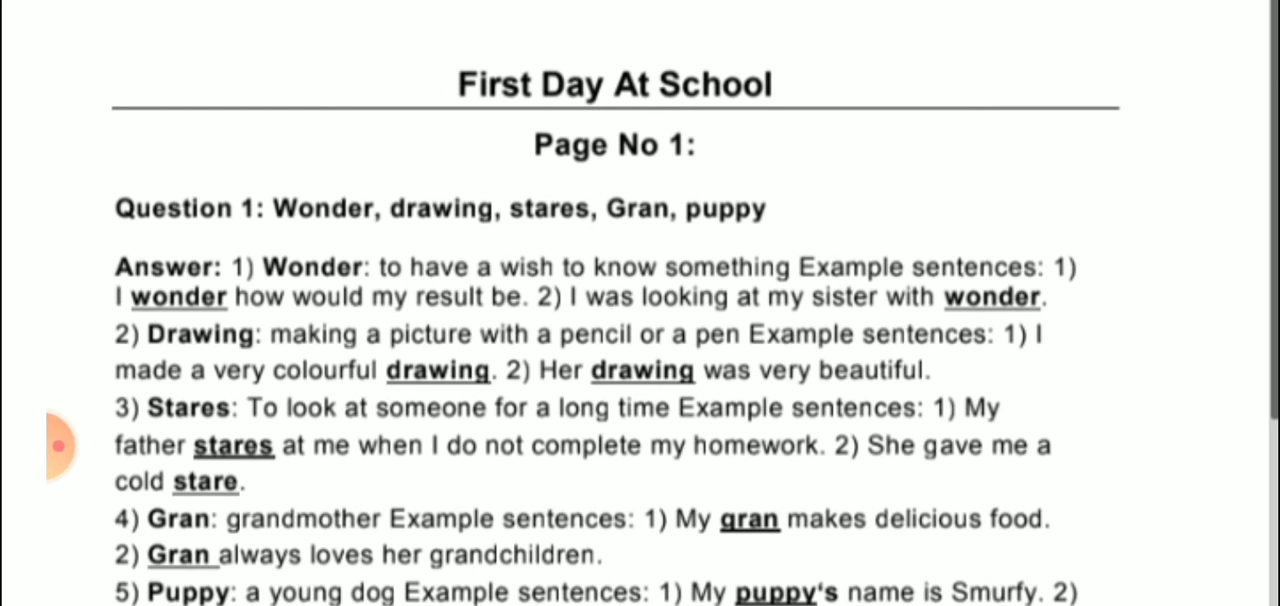 First Day At School
Page No 1:
Question 1: Wonder, drawing, stares, Gran, puppy
Answer: 1) Wonder: to have a wish to know something Example sentences: 1)
I wonder how would my result be. 2) I was looking at my sister with wonder.
2) Drawing: making a picture with a pencil or a pen Example sentences: 1) I
made a very colourful drawing. 2) Her drawing was very beautiful.
3) Stares: To look at someone for a long time Example sentences: 1) My
father stares at me when I do not complete my homework. 2) She gave me a
cold stare.
4) Gran: grandmother Example sentences: 1) My gran makes delicious food.
2) Gran always loves her grandchildren.
5) Puppy: a young dog Example sentences: 1) My puppy's name is Smurfy. 2)